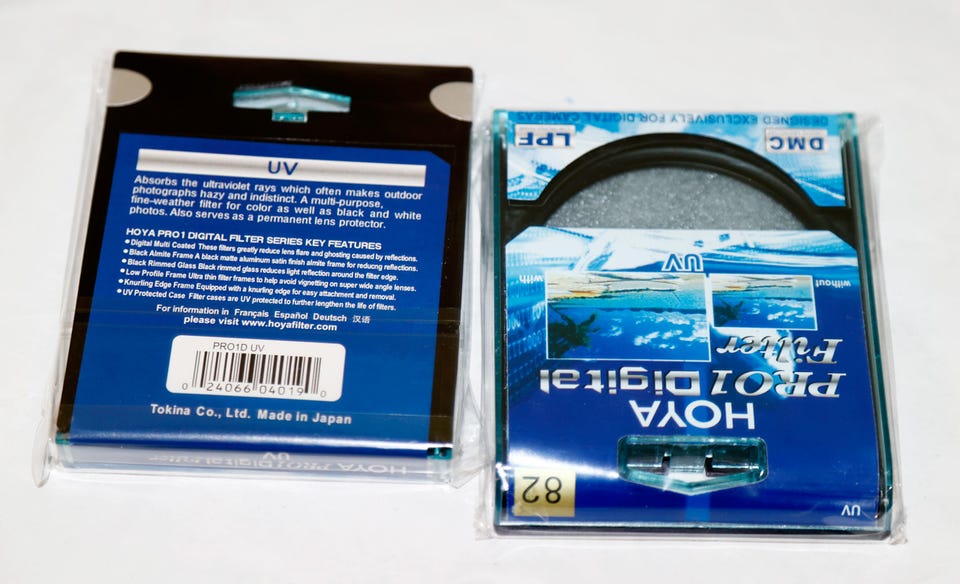 UV
Absorbs the ultraviolet rays which often makes outdoor
photographs hazy and indistinct. A multi-purpose,
fine-weather filter for color as well as black and white
photos. Also serves as a permanent lens protector.
HOYA PRO1 DIGITAL FILTER SERIES KEY FEATURES
• Digital Multi Coated These filters greatly reduce lens flare and ghosting caused by reflections.
• Black Almite Frame A black matte aluminum satin finish almite frame for reducng reflections.
• Black Rimmed Glass Black rimmed glass reduces light reflection around the filter edge.
• Low Profile Frame Ultra thin filter frames to help avoid vignetting on super wide angle lenses.
• Knurling Edge Frame Equipped with a knurling edge for easy attachment and removal.
• UV Protected Case Filter cases are UV protected to further lengthen the life of filters.
For information in Français Español Deutsch 汉语
please visit www.hoyafilter.com
PRO1D UV
0 24066 04019 0
Tokina Co., Ltd. Made in Japan
HOYA PRO1 Digital Filter
UV
UV
82
HOYA
PRO1 Digital
Filter
without
with
UV
DMC
LPF
DESIGNED EXCLUSIVELY FOR DIGITAL CAMERAS